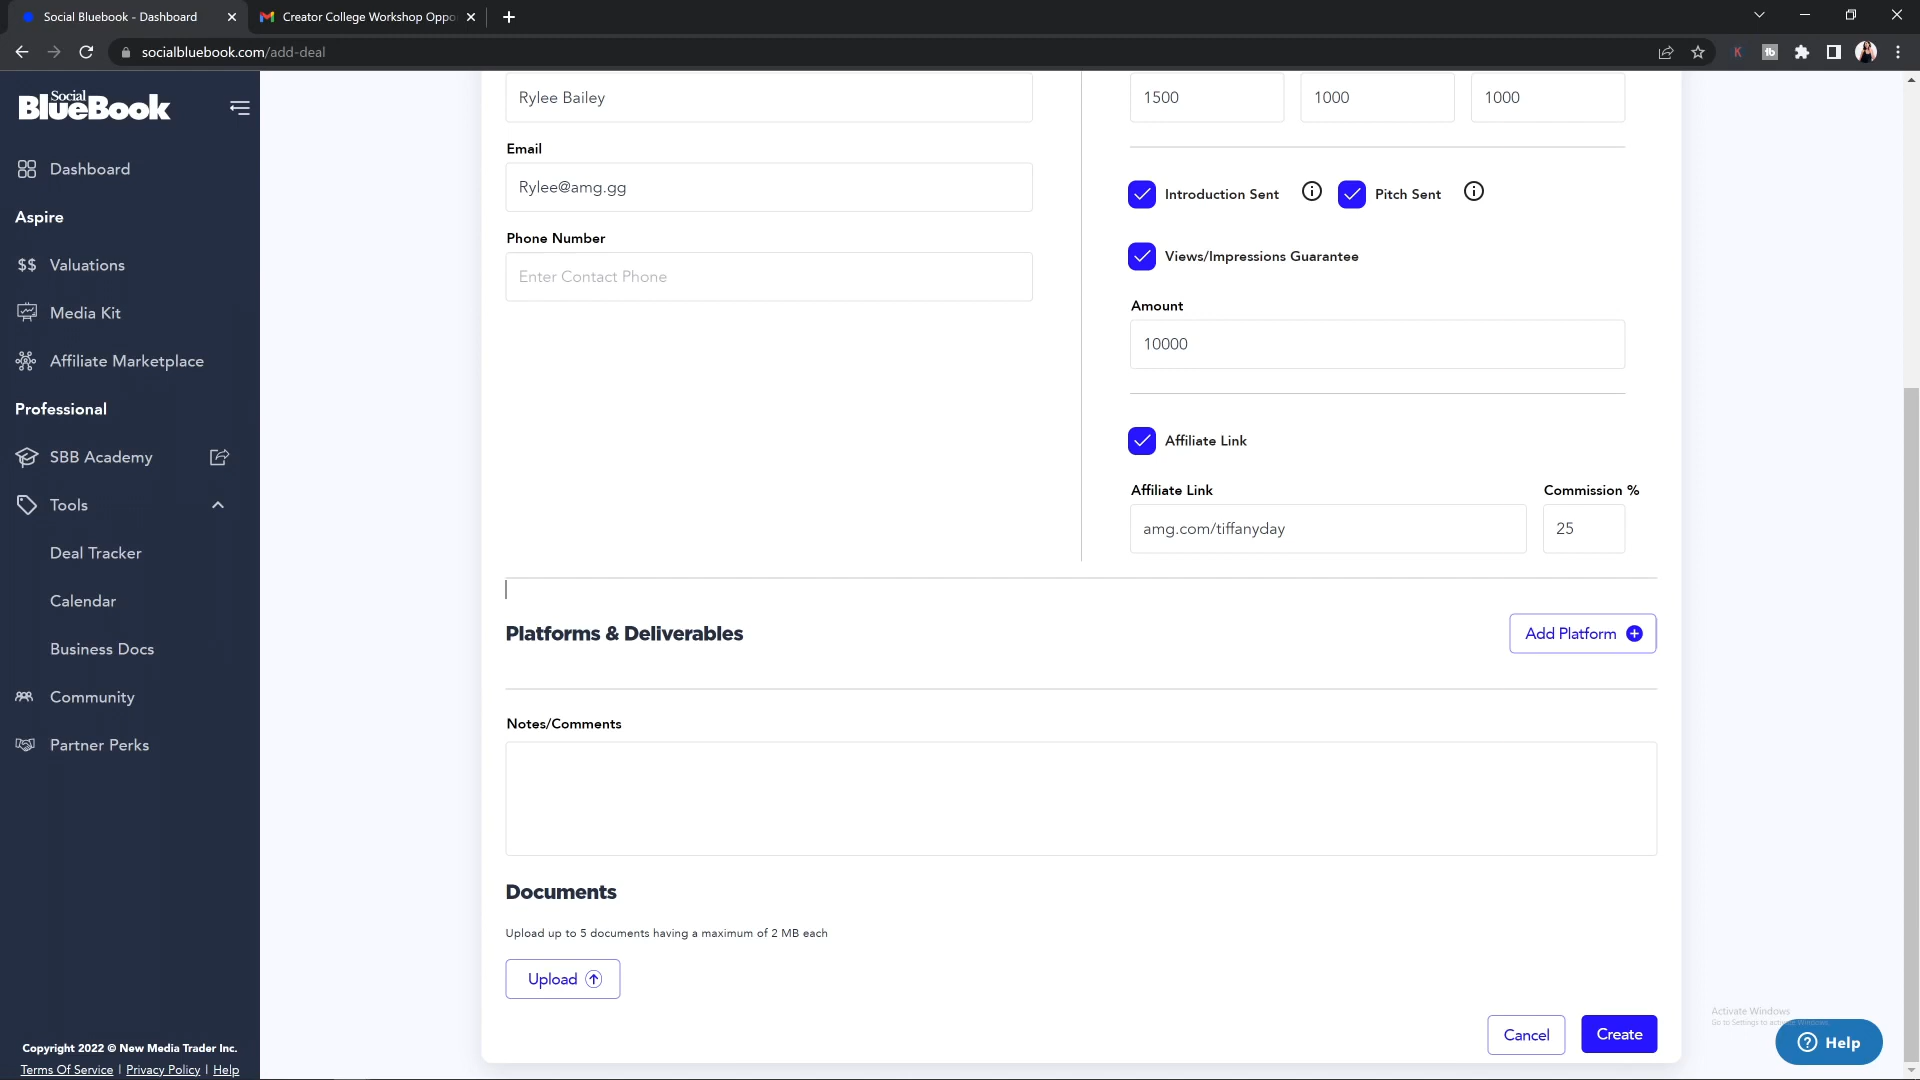 Social Bluebook - Dashboard
Creator College Workshop Oppo
socialbluebook.com/add-deal
Social
BlueBook
Dashboard
Aspire
$$ Valuations
Media Kit
Affiliate Marketplace
Professional
SBB Academy
Tools
Deal Tracker
Calendar
Business Docs
Community
Partner Perks
Copyright 2022 © New Media Trader Inc.
Terms Of Service | Privacy Policy | Help
Rylee Bailey
Email
Rylee@amg.gg
Phone Number
Enter Contact Phone
1500 1000 1000
Introduction Sent Pitch Sent
Views/Impressions Guarantee
Amount
10000
Affiliate Link
Affiliate Link Commission %
amg.com/tiffanyday 25
Platforms & Deliverables Add Platform
Notes/Comments
Documents
Upload up to 5 documents having a maximum of 2 MB each
Upload
Cancel Create
Activate Windows
Go to Settings to activate Windows.
Help